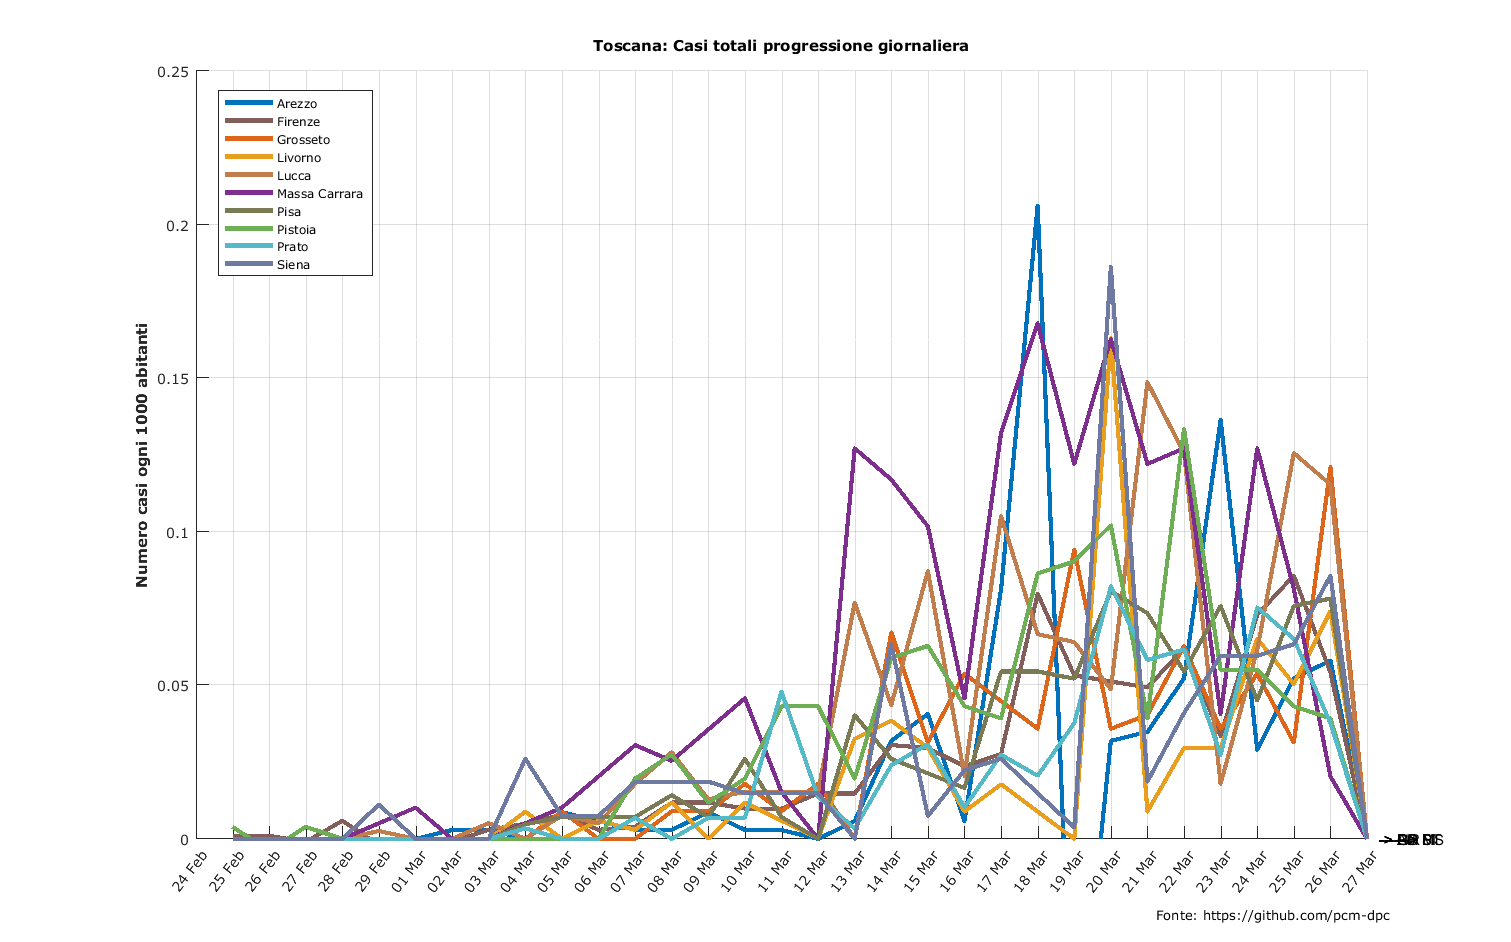 Toscana: Casi totali progressione giornaliera
Numero casi ogni 1000 abitanti
0.25
0.2
0.15
0.1
0.05
0
Arezzo
Firenze
Grosseto
Livorno
Lucca
Massa Carrara
Pisa
Pistoia
Prato
Siena
24 Feb
25 Feb
26 Feb
27 Feb
28 Feb
29 Feb
01 Mar
02 Mar
03 Mar
04 Mar
05 Mar
06 Mar
07 Mar
08 Mar
09 Mar
10 Mar
11 Mar
12 Mar
13 Mar
14 Mar
15 Mar
16 Mar
17 Mar
18 Mar
19 Mar
20 Mar
21 Mar
22 Mar
23 Mar
24 Mar
25 Mar
26 Mar
27 Mar
Fonte: https://github.com/pcm-dpc